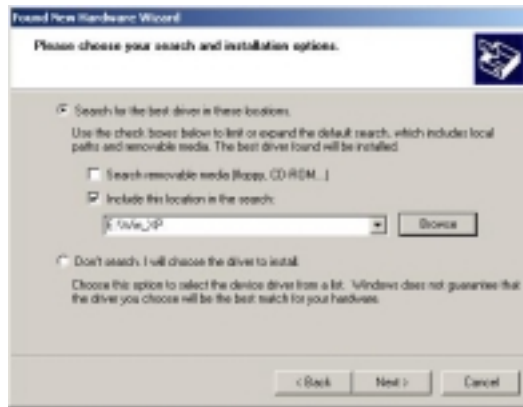 Found New Hardware Wizard
Please choose your search and installation options.
Search for the best driver in these locations.
Use the check boxes below to limit or expand the default search, which includes local
paths and removable media. The best driver found will be installed.
Search removable media (floppy, CD-ROM...)
Include this location in the search:
E:\Win_XP
Browse
Don't search. I will choose the driver to install.
Choose this option to select the device driver from a list. Windows does not guarantee that
the driver you choose will be the best match for your hardware.
< Back
Next >
Cancel